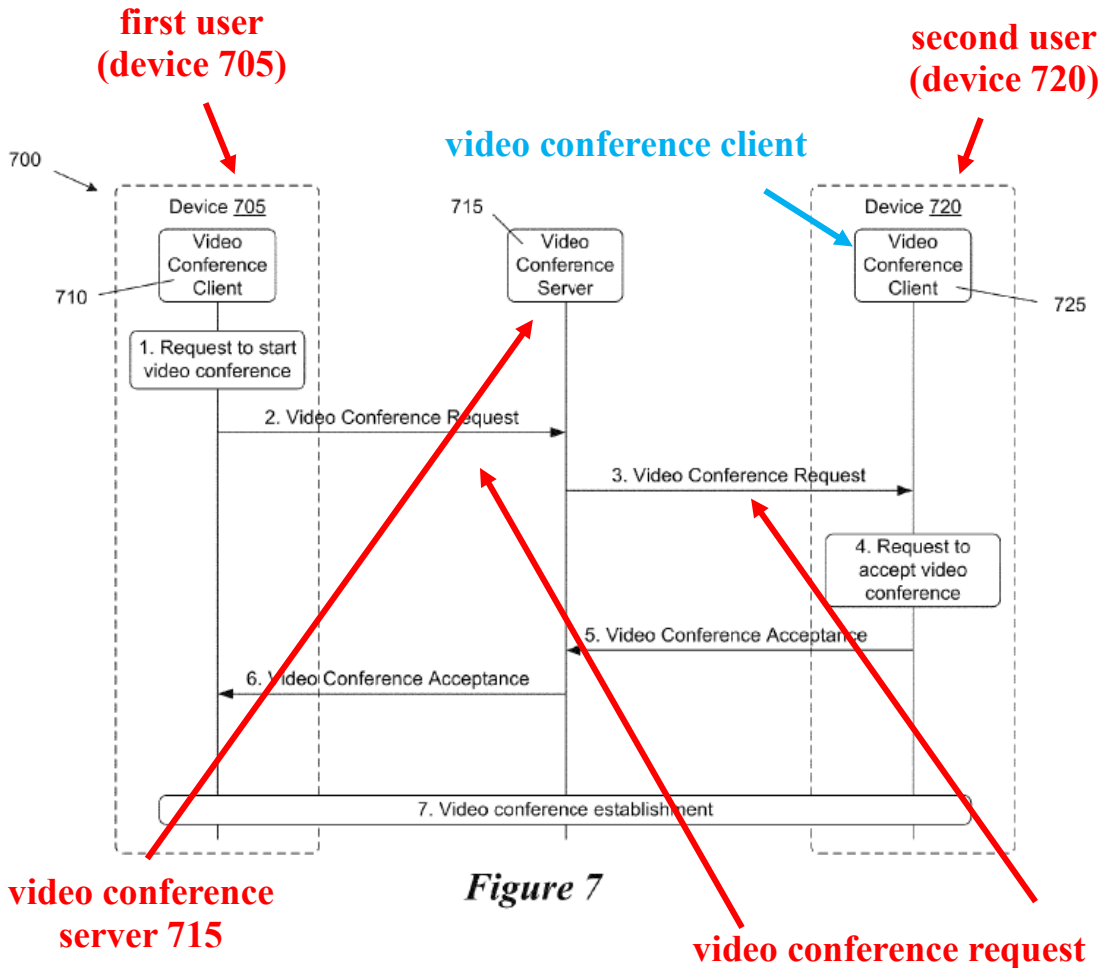 first user
(device 705)
second user
(device 720)
video conference client
700
Device 705
715
Device 720
Video
Conference
Client
710
Video
Conference
Server
Video
Conference
Client
725
1. Request to start
video conference
2. Video Conference Request
3. Video Conference Request
4. Request to
accept video
conference
5. Video Conference Acceptance
6. Video Conference Acceptance
7. Video conference establishment
Figure 7
video conference
server 715
video conference request